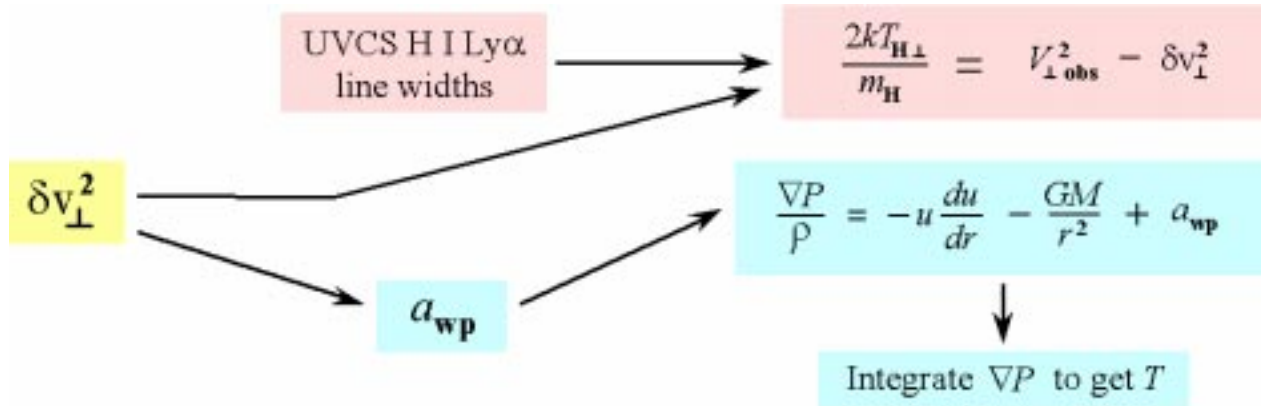 UVCS H I Lyα
line widths
2kT_H⊥ / m_H = V²_⊥ obs − δv²_⊥
δv²_⊥
∇P / ρ = −u du/dr − GM/r² + a_wp
a_wp
Integrate ∇P to get T